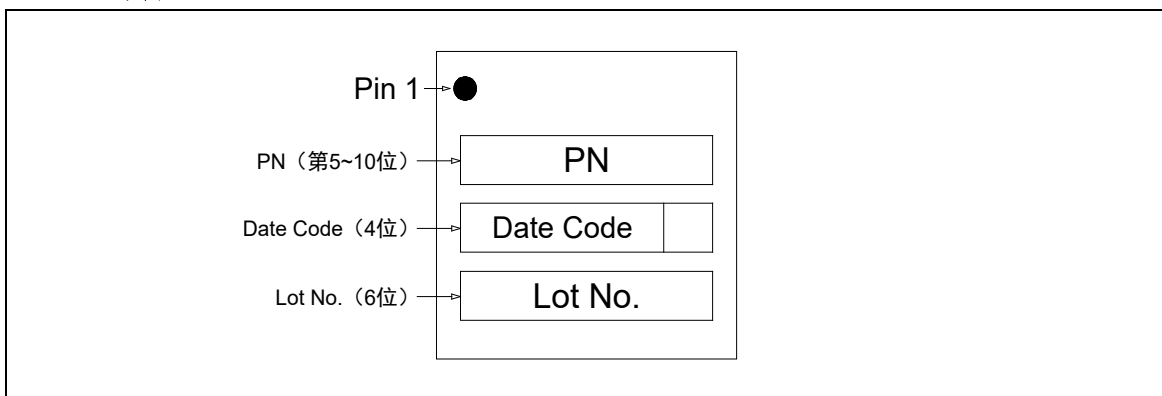 Pin 1
PN（第5~10位） PN
Date Code（4位） Date Code
Lot No.（6位） Lot No.